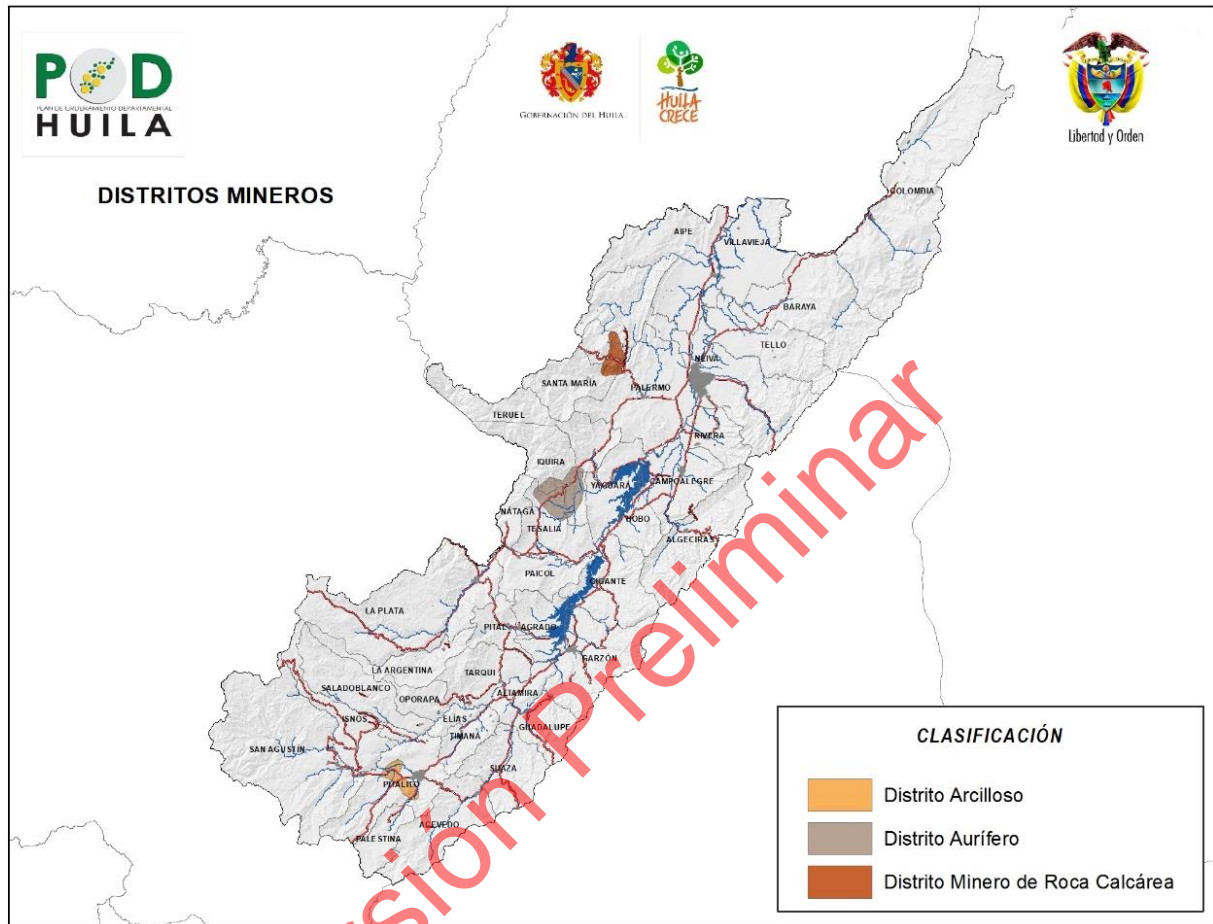 POD
PLAN DE ORDENAMIENTO DEPARTAMENTAL
HUILA
GOBERNACIÓN DEL HUILA
HUILA
CRECE
Libertad y Orden
DISTRITOS MINEROS
COLOMBIA
AIPE
VILLAVIEJA
BARAYA
TELLO
NEIVA
SANTA MARÍA
PALERMO
TERUEL
RIVERA
IQUIRA
YAGUARÁ
CAMPOALEGRE
NÁTAGA
HOBO
TESALIA
ALGECIRAS
PAICOL
GIGANTE
LA PLATA
PITAL
AGRADO
GARZÓN
LA ARGENTINA
TARQUI
SALADOBLANCO
OPORAPA
ALTAMIRA
ISNOS
ELÍAS
GUADALUPE
TIMANÁ
SAN AGUSTÍN
SUAZA
PITALITO
ACEVEDO
PALESTINA
Versión Preliminar
CLASIFICACIÓN
Distrito Arcilloso
Distrito Aurífero
Distrito Minero de Roca Calcárea